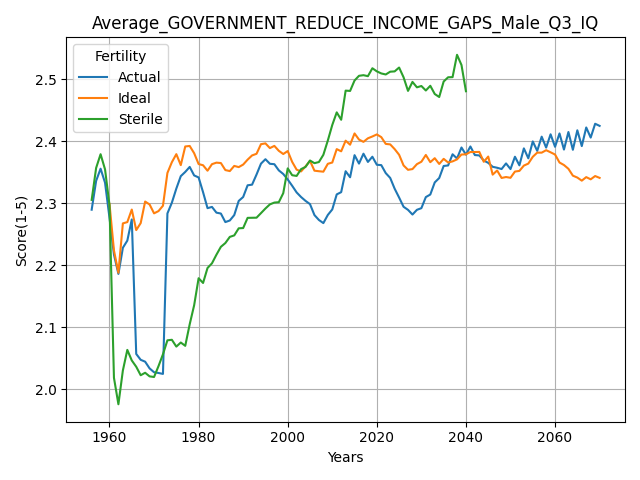 Average_GOVERNMENT_REDUCE_INCOME_GAPS_Male_Q3_IQ
Fertility
Actual
Ideal
Sterile
Score(1-5)
2.5
2.4
2.3
2.2
2.1
2.0
1960 1980 2000 2020 2040 2060
Years